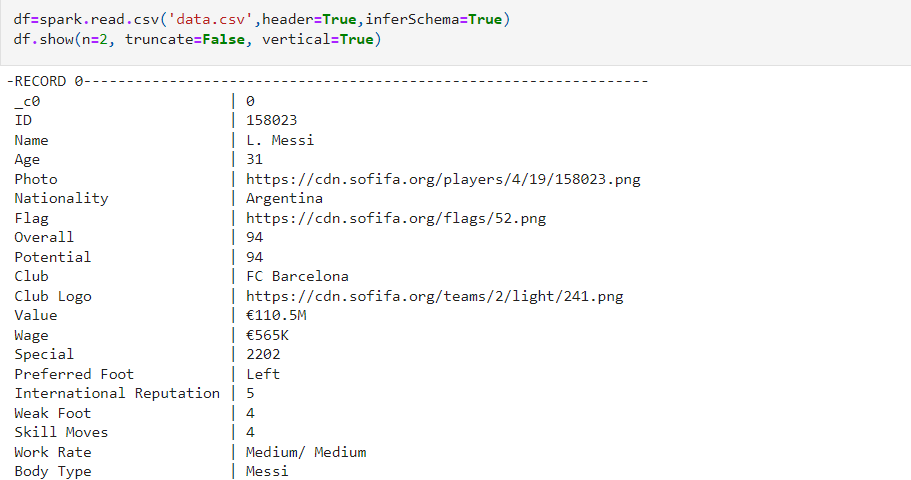 df=spark.read.csv('data.csv',header=True,inferSchema=True)
df.show(n=2, truncate=False, vertical=True)
-RECORD 0------------------------------------------------------------------
_c0 | 0
ID | 158023
Name | L. Messi
Age | 31
Photo | https://cdn.sofifa.org/players/4/19/158023.png
Nationality | Argentina
Flag | https://cdn.sofifa.org/flags/52.png
Overall | 94
Potential | 94
Club | FC Barcelona
Club Logo | https://cdn.sofifa.org/teams/2/light/241.png
Value | €110.5M
Wage | €565K
Special | 2202
Preferred Foot | Left
International Reputation | 5
Weak Foot | 4
Skill Moves | 4
Work Rate | Medium/ Medium
Body Type | Messi